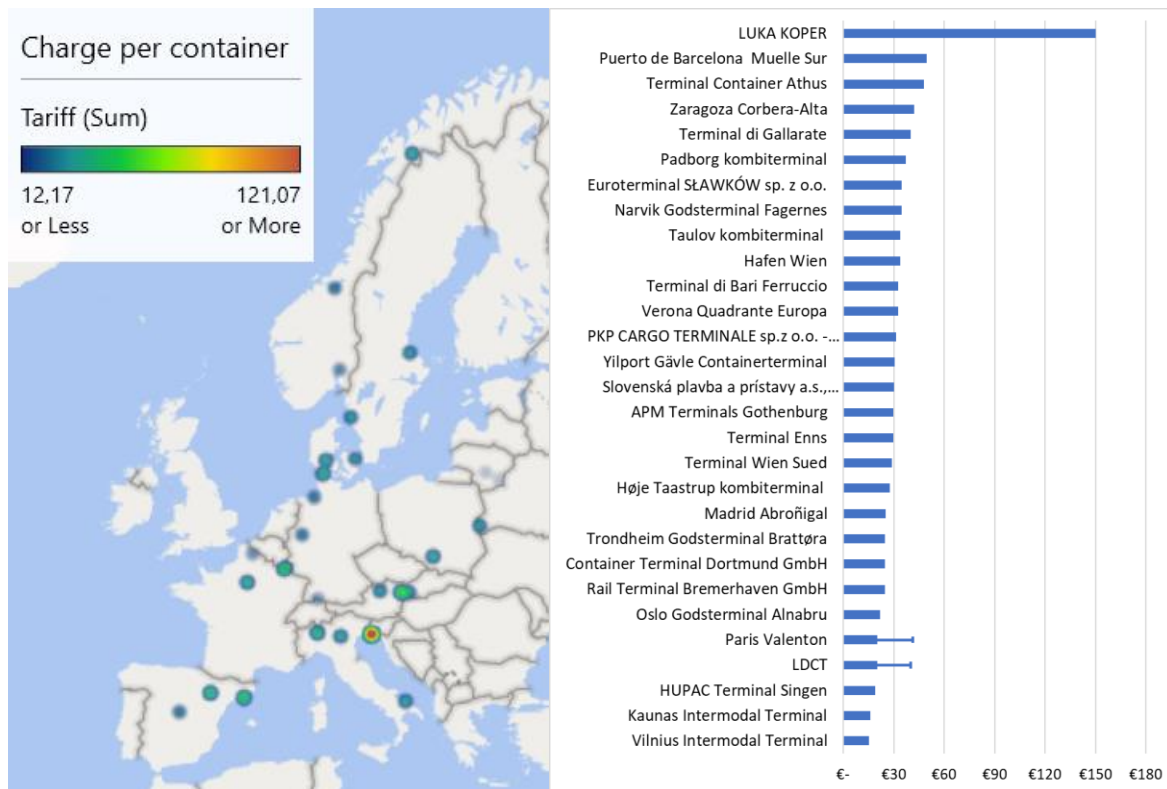 Charge per container
Tariff (Sum)
12,17
or Less
121,07
or More
LUKA KOPER
Puerto de Barcelona  Muelle Sur
Terminal Container Athus
Zaragoza Corbera-Alta
Terminal di Gallarate
Padborg kombiterminal
Euroterminal SŁAWKÓW sp. z o.o.
Narvik Godsterminal Fagernes
Taulov kombiterminal
Hafen Wien
Terminal di Bari Ferruccio
Verona Quadrante Europa
PKP CARGO TERMINALE sp.z o.o. -...
Yilport Gävle Containerterminal
Slovenská plavba a prístavy a.s.,...
APM Terminals Gothenburg
Terminal Enns
Terminal Wien Sued
Høje Taastrup kombiterminal
Madrid Abroñigal
Trondheim Godsterminal Brattøra
Container Terminal Dortmund GmbH
Rail Terminal Bremerhaven GmbH
Oslo Godsterminal Alnabru
Paris Valenton
LDCT
HUPAC Terminal Singen
Kaunas Intermodal Terminal
Vilnius Intermodal Terminal
€- €30 €60 €90 €120 €150 €180